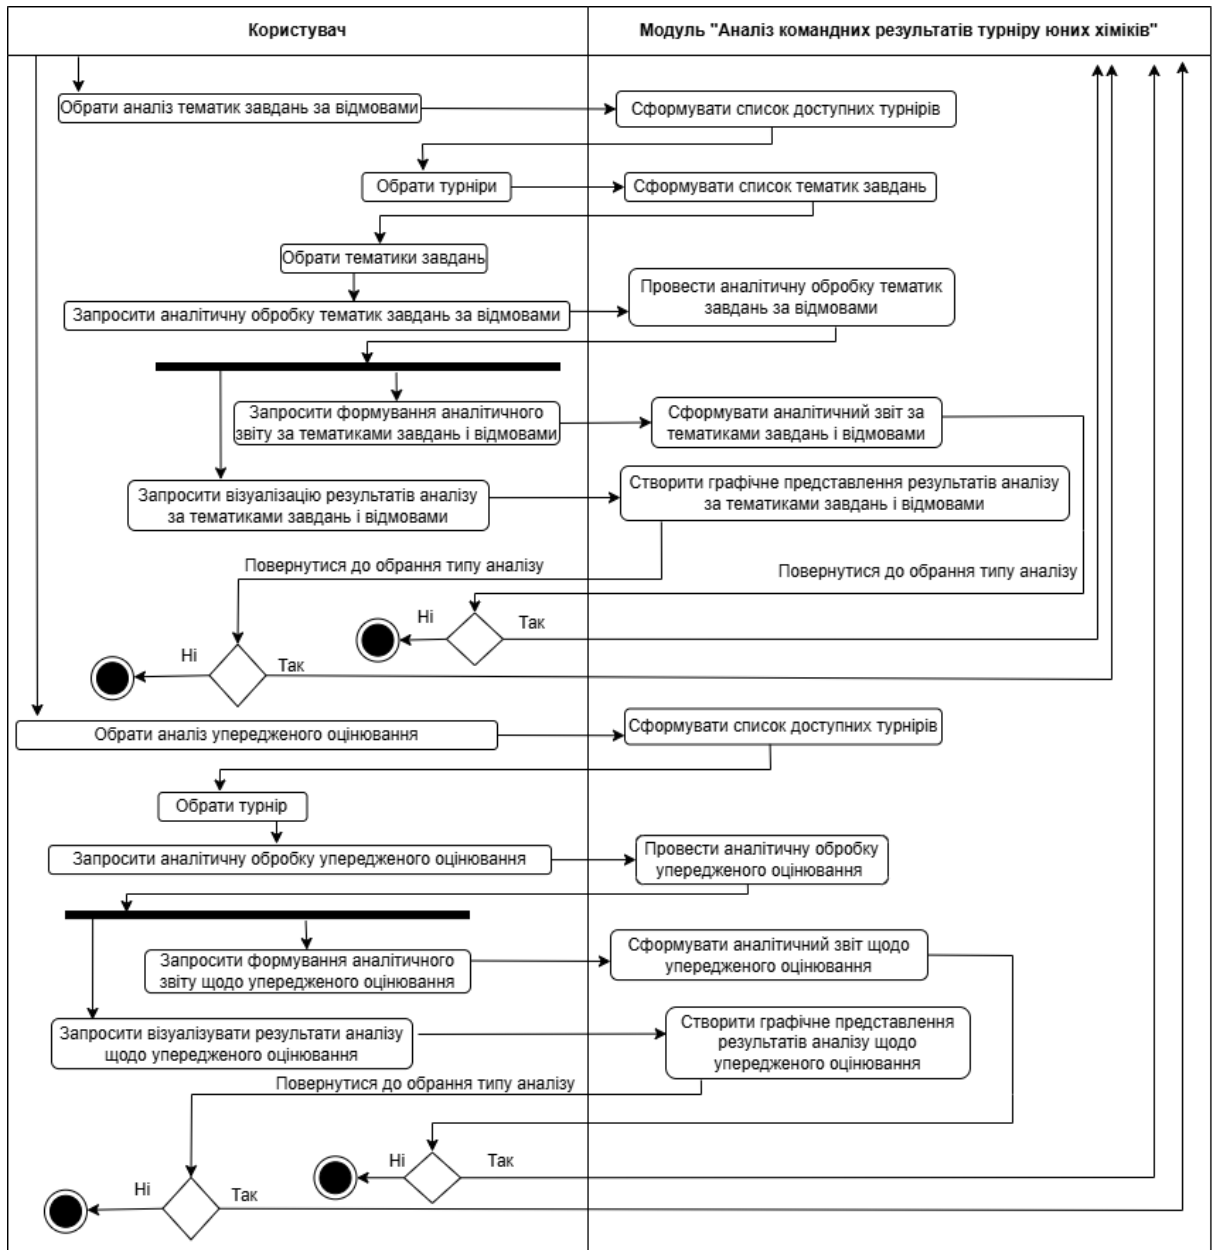 Користувач
Модуль "Аналіз командних результатів турніру юних хіміків"
Обрати аналіз тематик завдань за відмовами
Сформувати список доступних турнірів
Обрати турніри
Сформувати список тематик завдань
Обрати тематики завдань
Запросити аналітичну обробку тематик завдань за відмовами
Провести аналітичну обробку тематик
завдань за відмовами
Запросити формування аналітичного
звіту за тематиками завдань і відмовами
Сформувати аналітичний звіт за
тематиками завдань і відмовами
Запросити візуалізацію результатів аналізу
за тематиками завдань і відмовами
Створити графічне представлення результатів аналізу
за тематиками завдань і відмовами
Повернутися до обрання типу аналізу
Повернутися до обрання типу аналізу
Ні
Так
Ні
Так
Обрати аналіз упередженого оцінювання
Сформувати список доступних турнірів
Обрати турнір
Запросити аналітичну обробку упередженого оцінювання
Провести аналітичну обробку
упередженого оцінювання
Запросити формування аналітичного
звіту щодо упередженого оцінювання
Сформувати аналітичний звіт щодо
упередженого оцінювання
Запросити візуалізувати результати аналізу
щодо упередженого оцінювання
Створити графічне представлення
результатів аналізу щодо
упередженого оцінювання
Повернутися до обрання типу аналізу
Ні
Так
Ні
Так